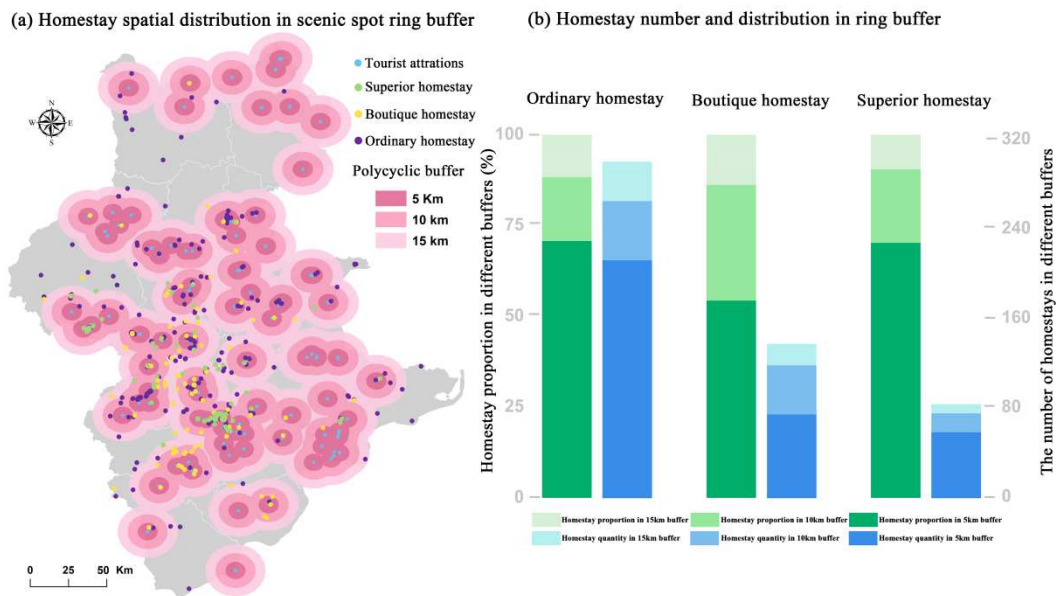 (a) Homestay spatial distribution in scenic spot ring buffer
N
W E
S
Tourist attrations
Superior homestay
Boutique homestay
Ordinary homestay
Polycyclic buffer
5 Km
10 km
15 km
0 25 50 Km
(b) Homestay number and distribution in ring buffer
Ordinary homestay Boutique homestay Superior homestay
Homestay proportion in different buffers (%)
100
75
50
25
0
The number of homestays in different buffers
320
240
160
80
0
Homestay proportion in 15km buffer Homestay proportion in 10km buffer Homestay proportion in 5km buffer
Homestay quantity in 15km buffer Homestay quantity in 10km buffer Homestay quantity in 5km buffer